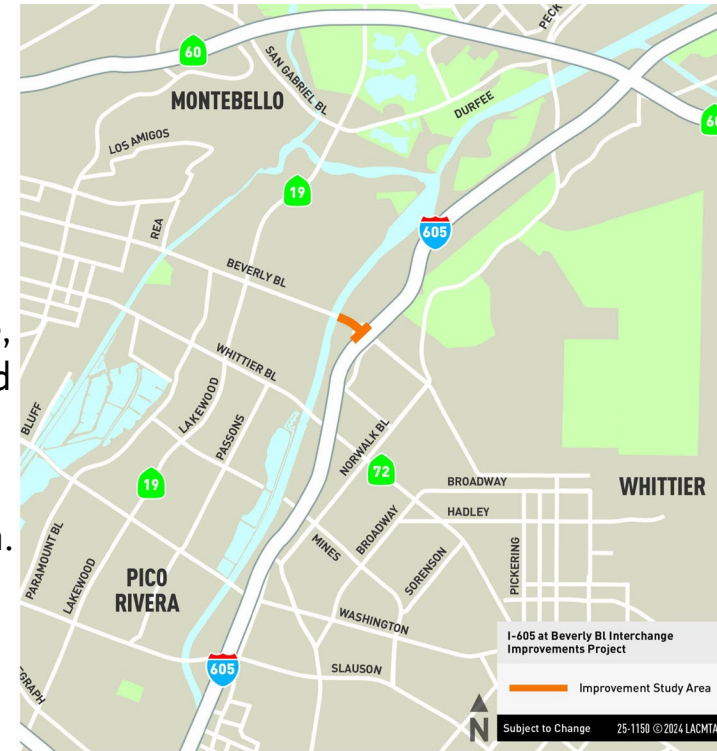 PECK
60
SAN GABRIEL BL
MONTEBELLO
DURFEE
LOS AMIGOS
19
REA
605
BEVERLY BL
WHITTIER BL
LAKEWOOD
PASSONS
BLUFF
NORWALK BL
72
19
BROADWAY
WHITTIER
HADLEY
BROADWAY
MINES
SORENSON
PICKERING
PARAMOUNT BL
LAKEWOOD
PICO
RIVERA
WASHINGTON
SLAUSON
605
I-605 at Beverly Bl Interchange
Improvements Project
Improvement Study Area
N
Subject to Change 25-1150 © 2024 LACMTA